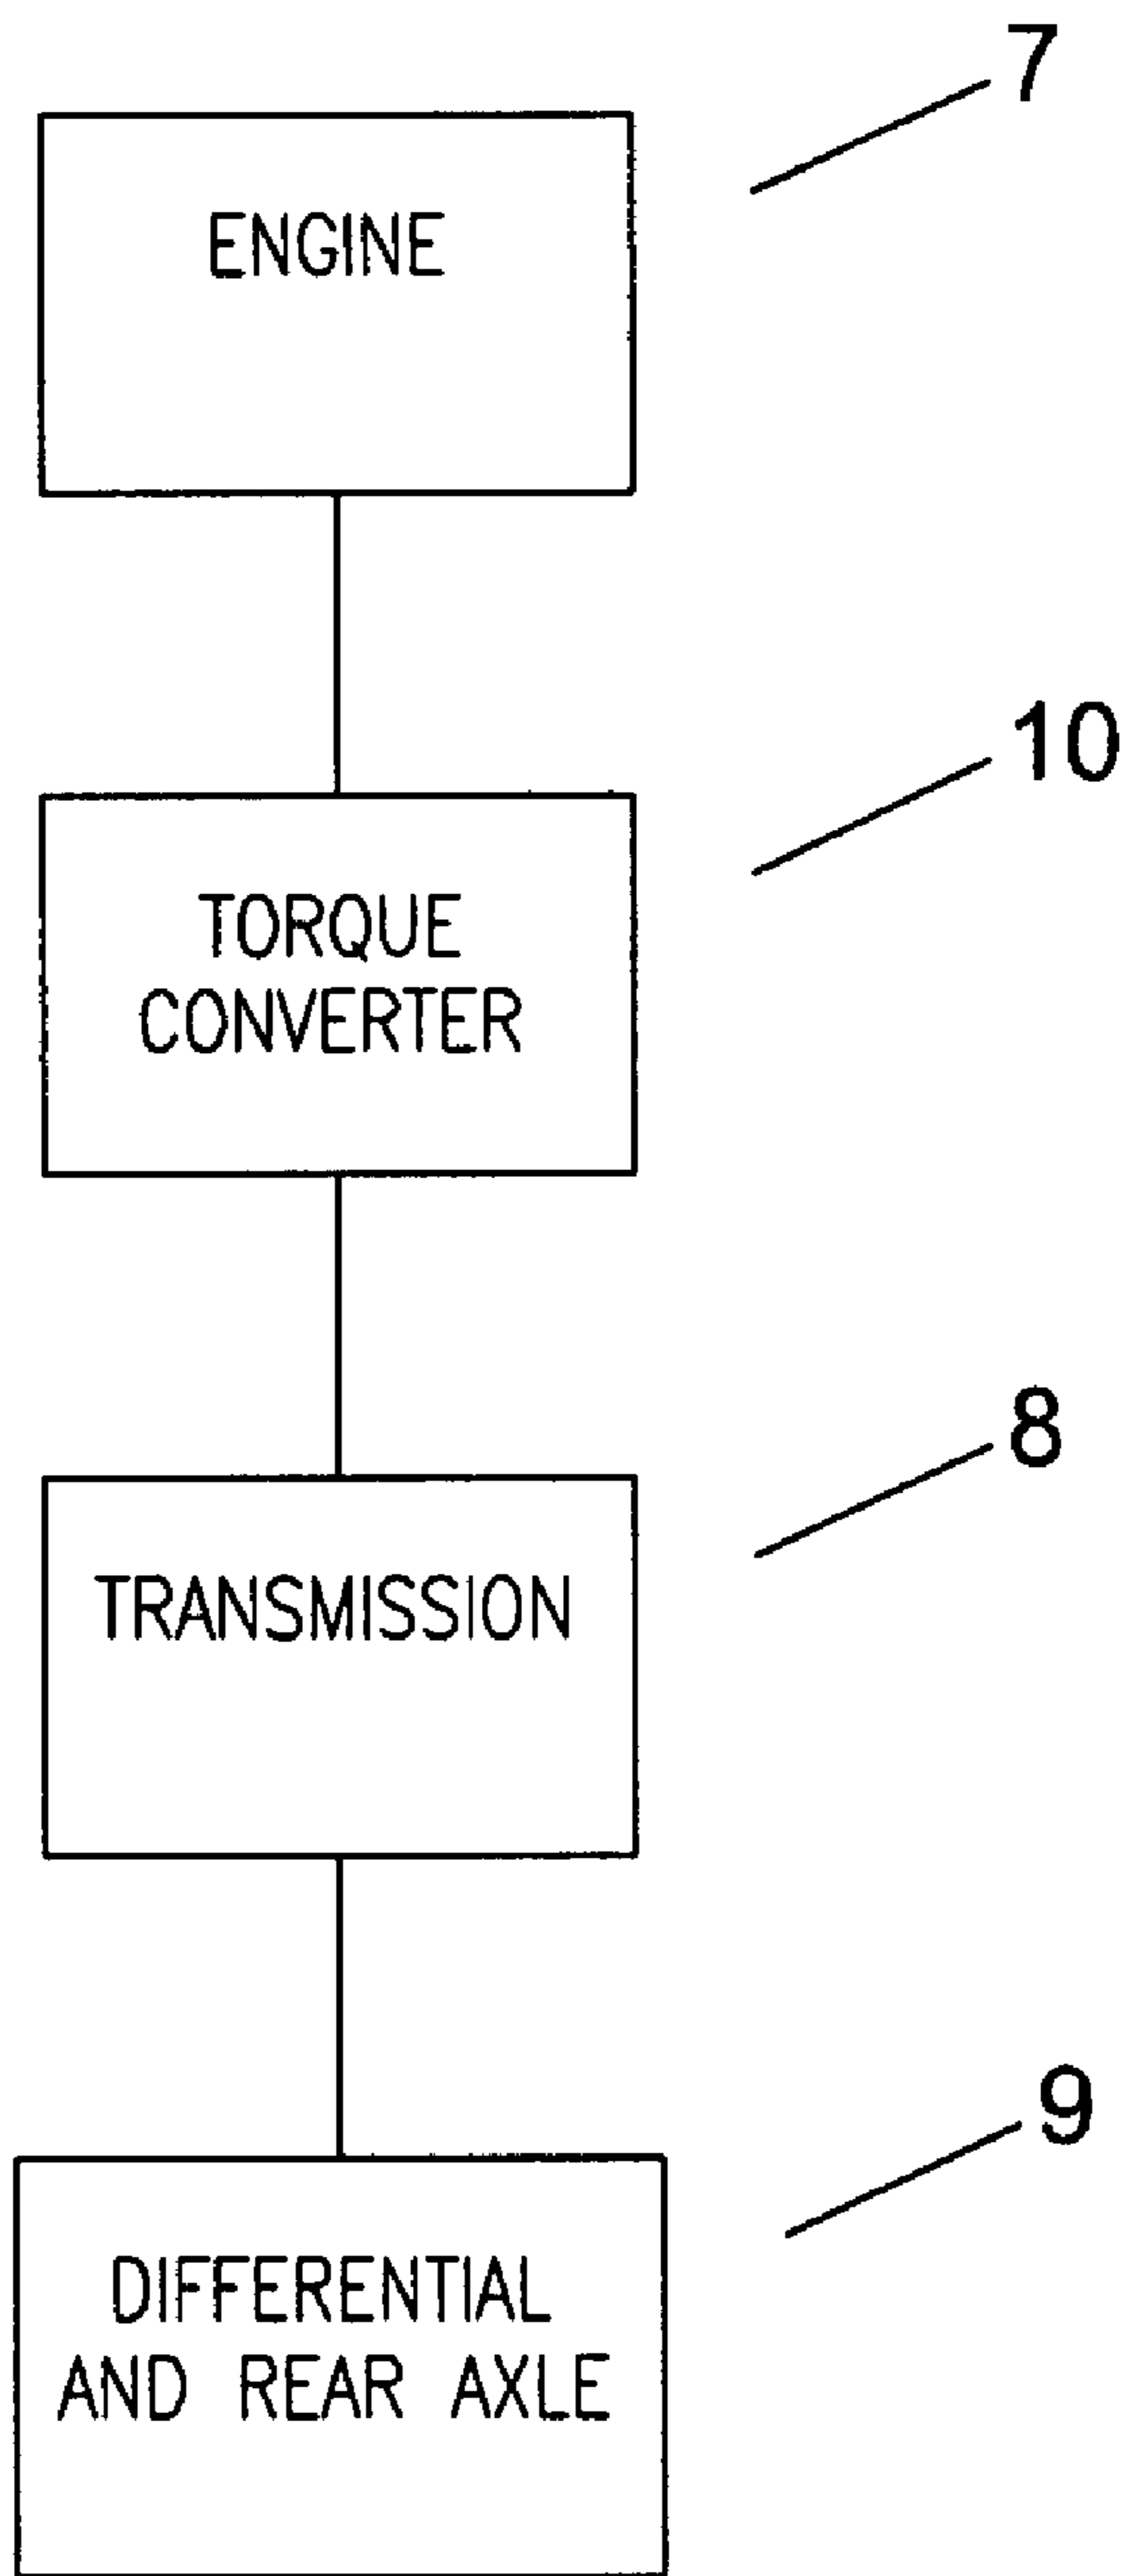 7
ENGINE
10
TORQUE
CONVERTER
8
TRANSMISSION
9
DIFFERENTIAL
AND REAR AXLE